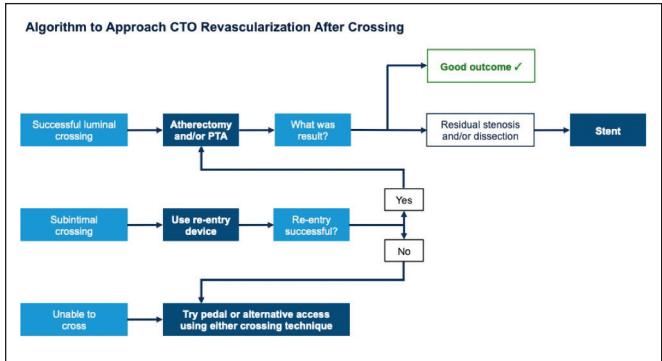 Algorithm to Approach CTO Revascularization After Crossing
Good outcome ✓
Successful luminal
crossing
Atherectomy
and/or PTA
What was
result?
Residual stenosis
and/or dissection
Stent
Yes
Subintimal
crossing
Use re-entry
device
Re-entry
successful?
No
Unable to
cross
Try pedal or alternative access
using either crossing technique